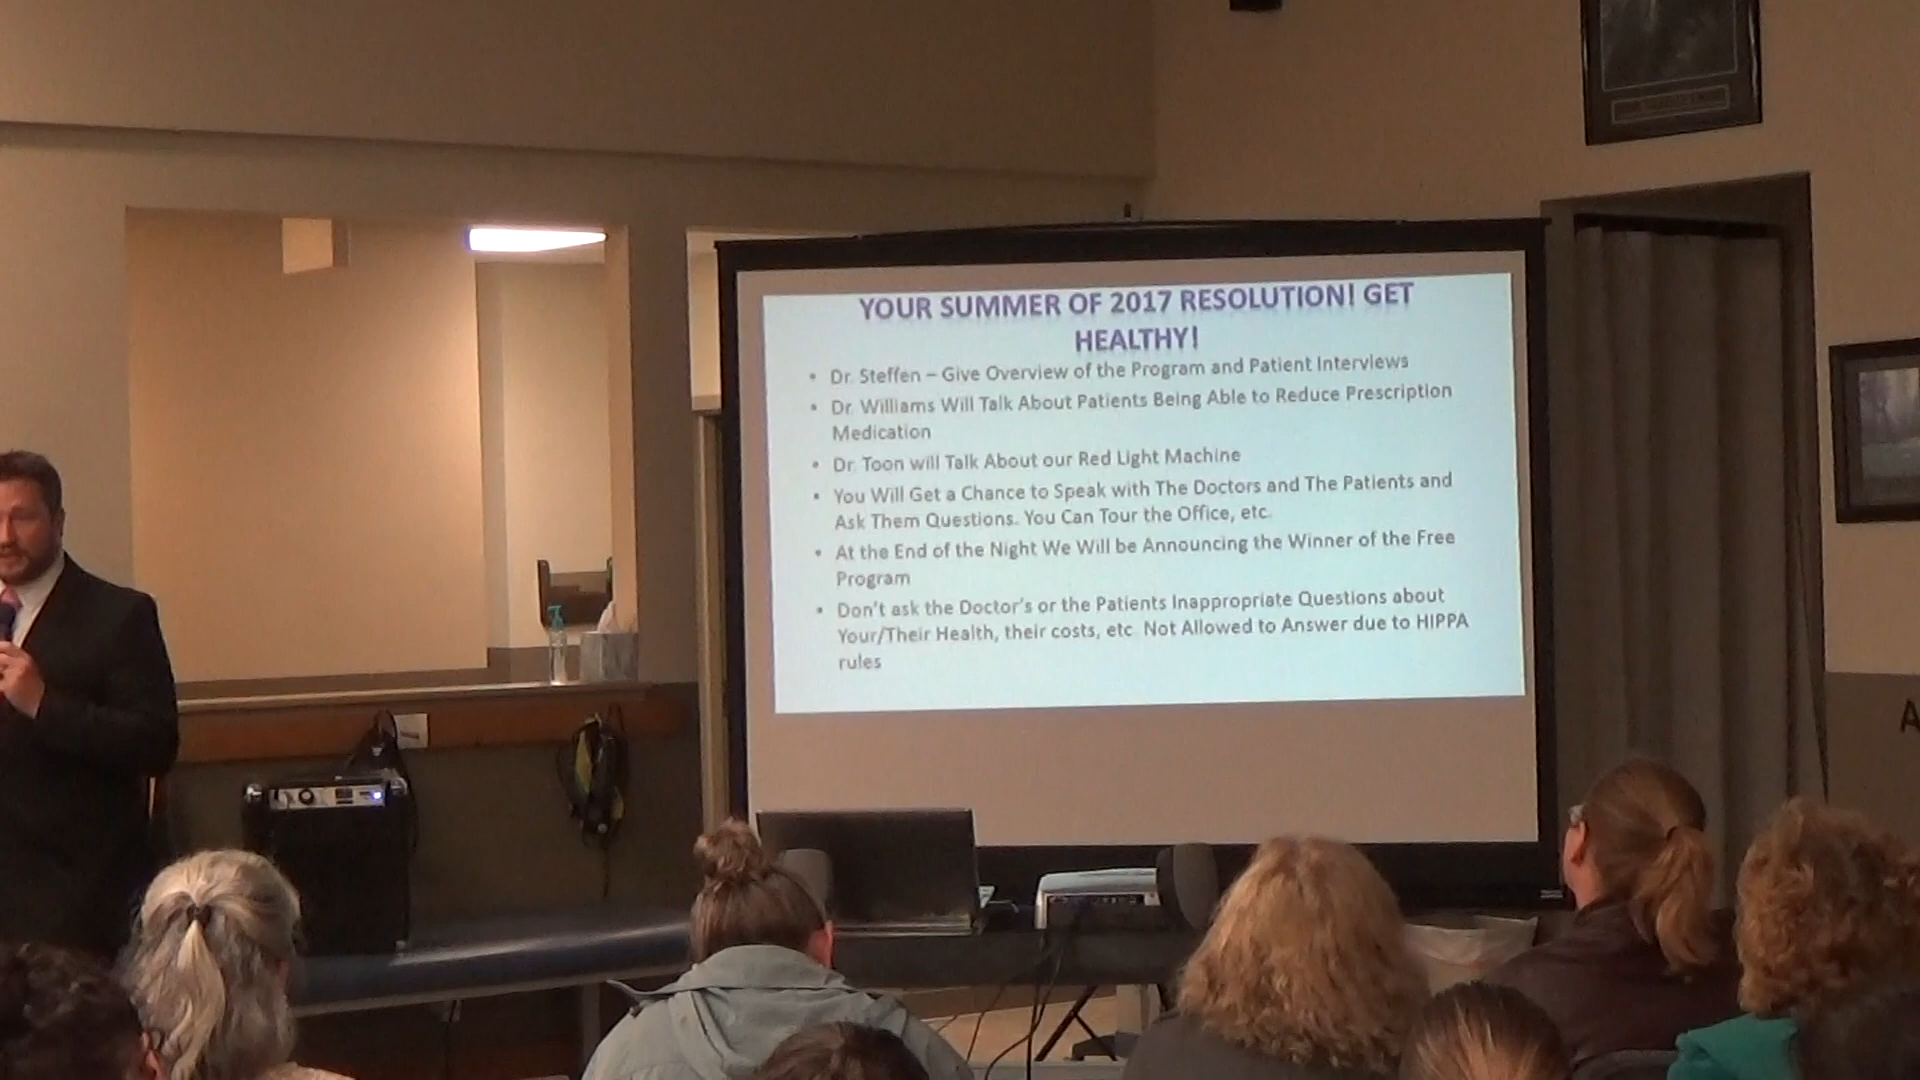 YOUR SUMMER OF 2017 RESOLUTION! GET
HEALTHY!
• Dr. Steffen – Give Overview of the Program and Patient Interviews
• Dr. Williams Will Talk About Patients Being Able to Reduce Prescription
Medication
• Dr. Toon will Talk About our Red Light Machine
• You Will Get a Chance to Speak with The Doctors and The Patients and
Ask Them Questions. You Can Tour the Office, etc.
• At the End of the Night We Will be Announcing the Winner of the Free
Program
• Don't ask the Doctor's or the Patients Inappropriate Questions about
Your/Their Health, their costs, etc Not Allowed to Answer due to HIPPA
rules
A